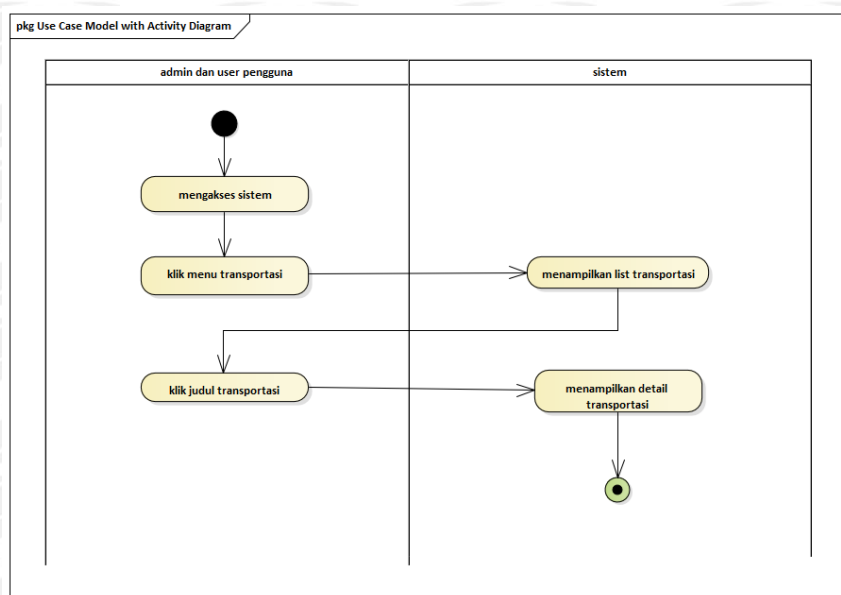 pkg Use Case Model with Activity Diagram
admin dan user pengguna
sistem
mengakses sistem
klik menu transportasi
menampilkan list transportasi
klik judul transportasi
menampilkan detail
transportasi